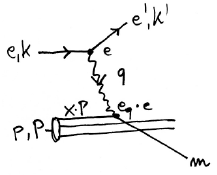 e', k'
e, k
e
q
x·P
e_q·e
p, P
m